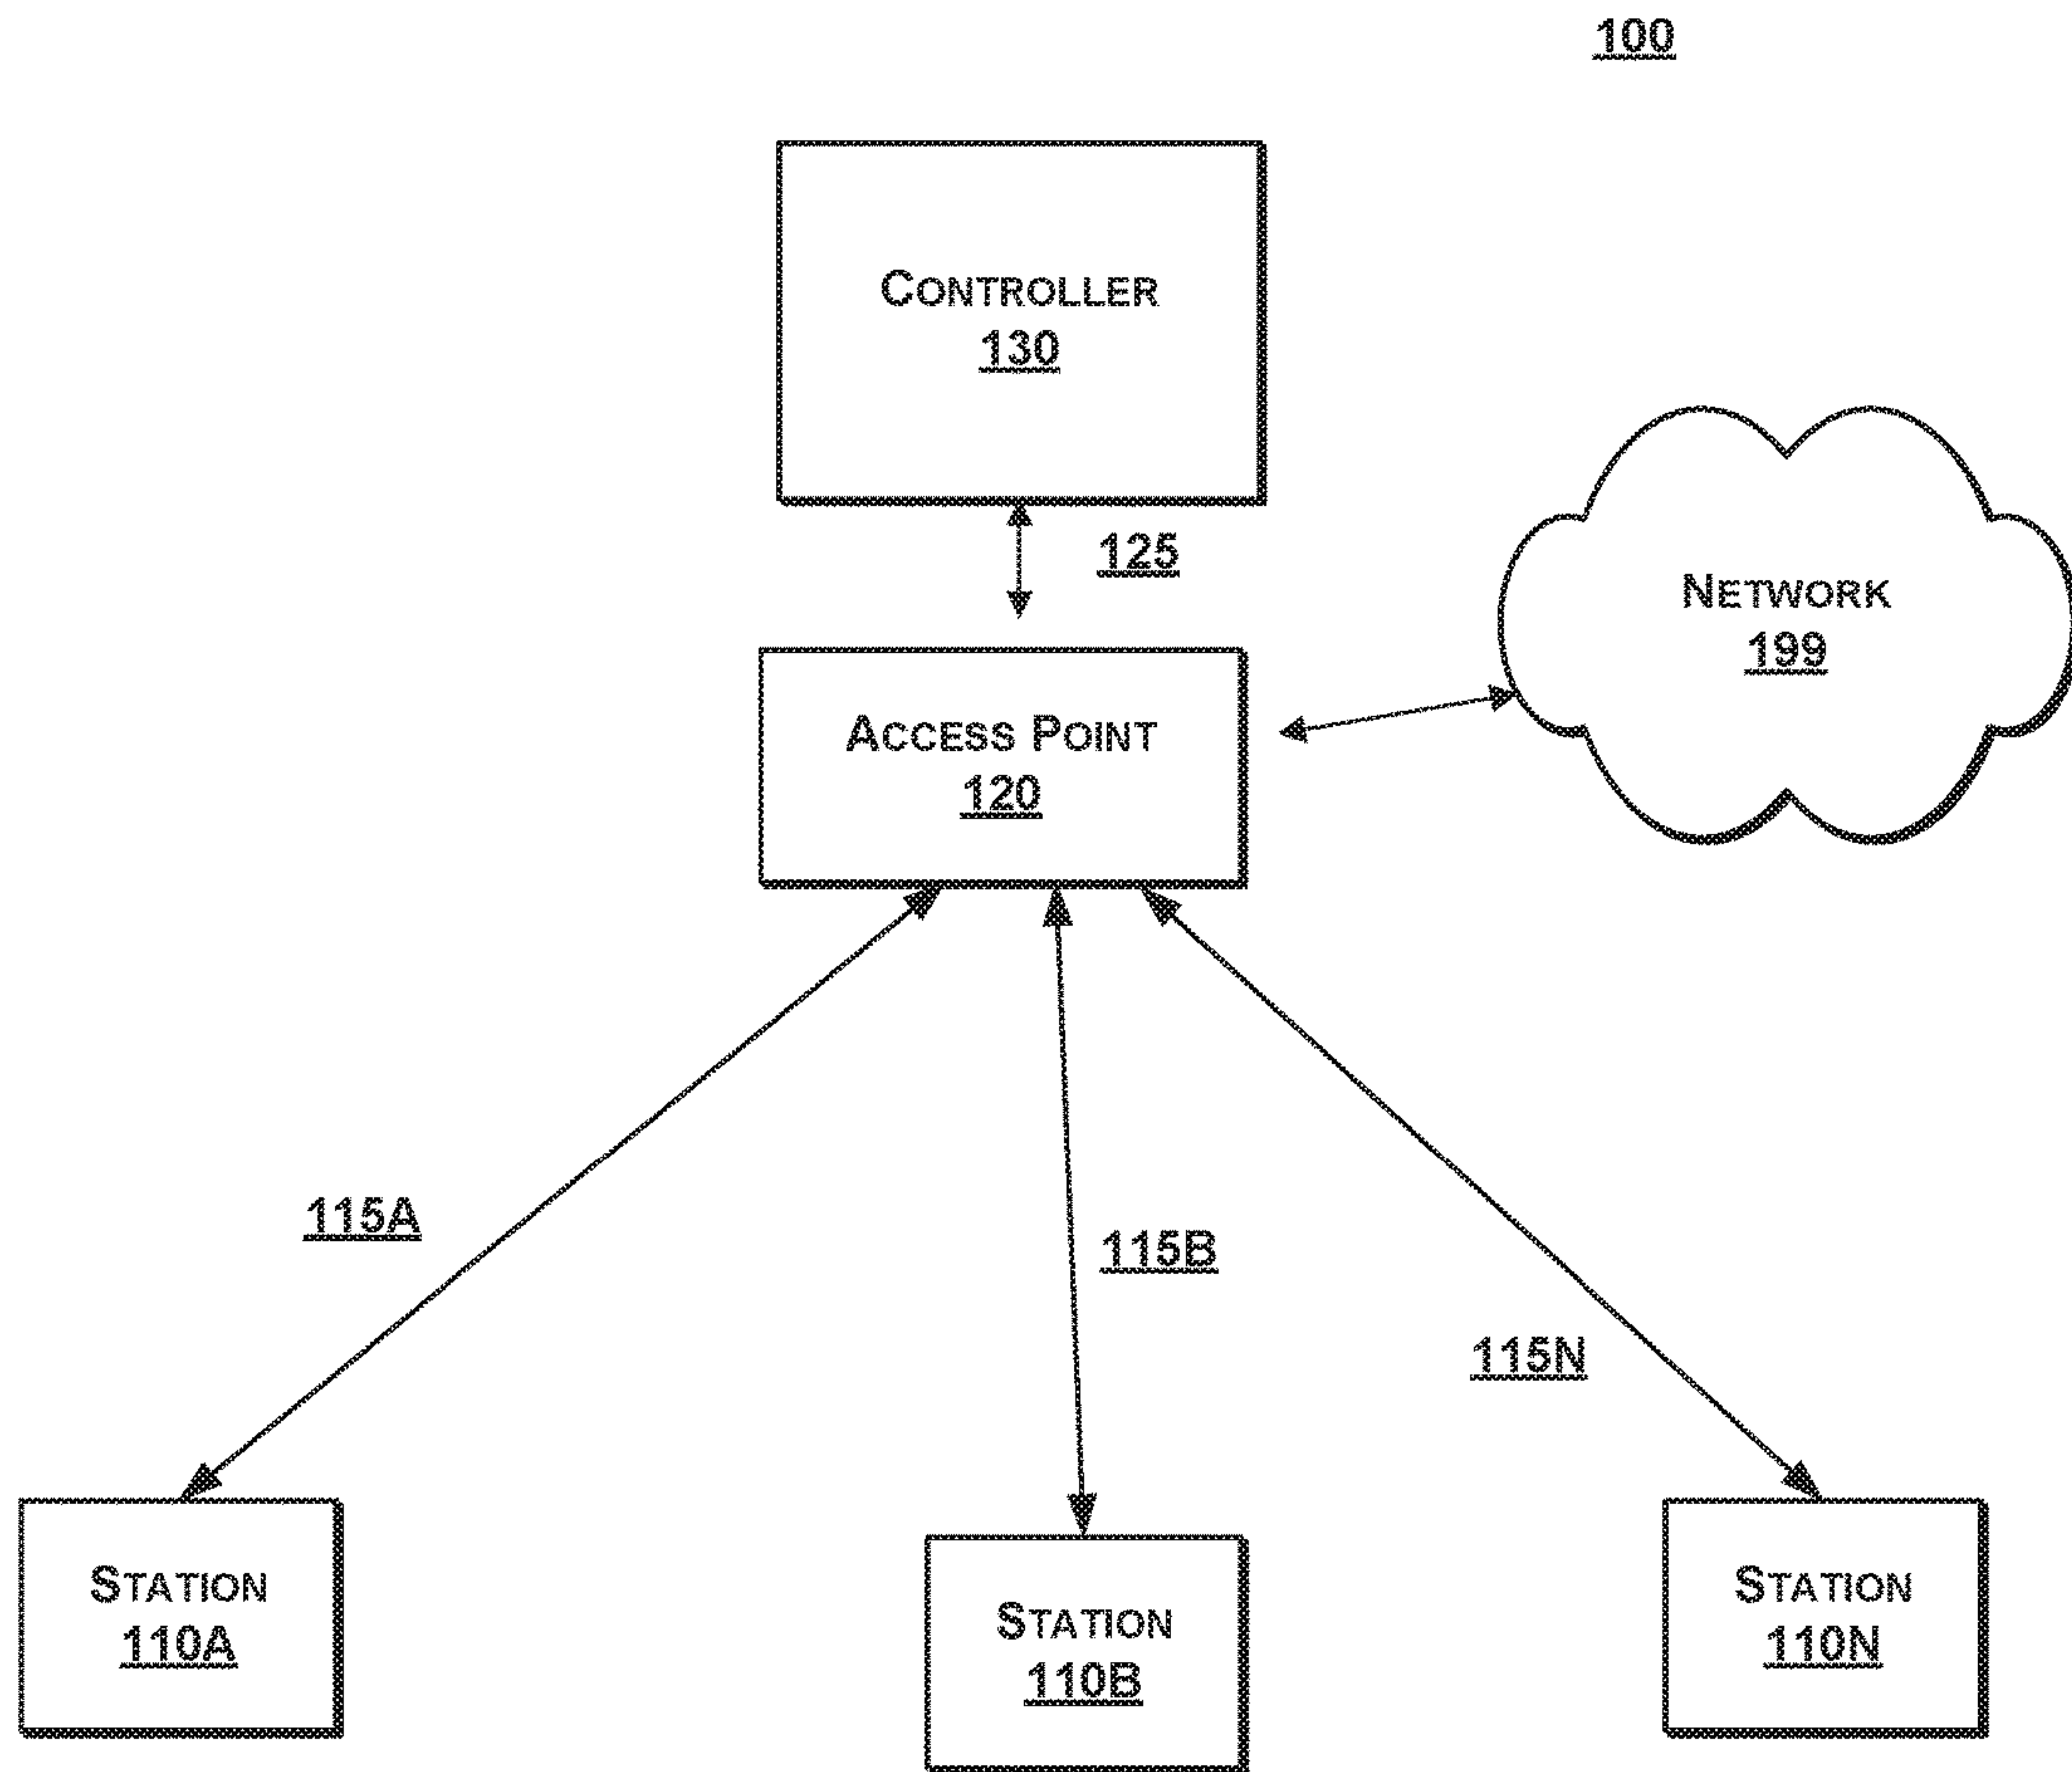 100
CONTROLLER
130
125
NETWORK
199
ACCESS POINT
120
115A
115B
115N
STATION
110A
STATION
110B
STATION
110N